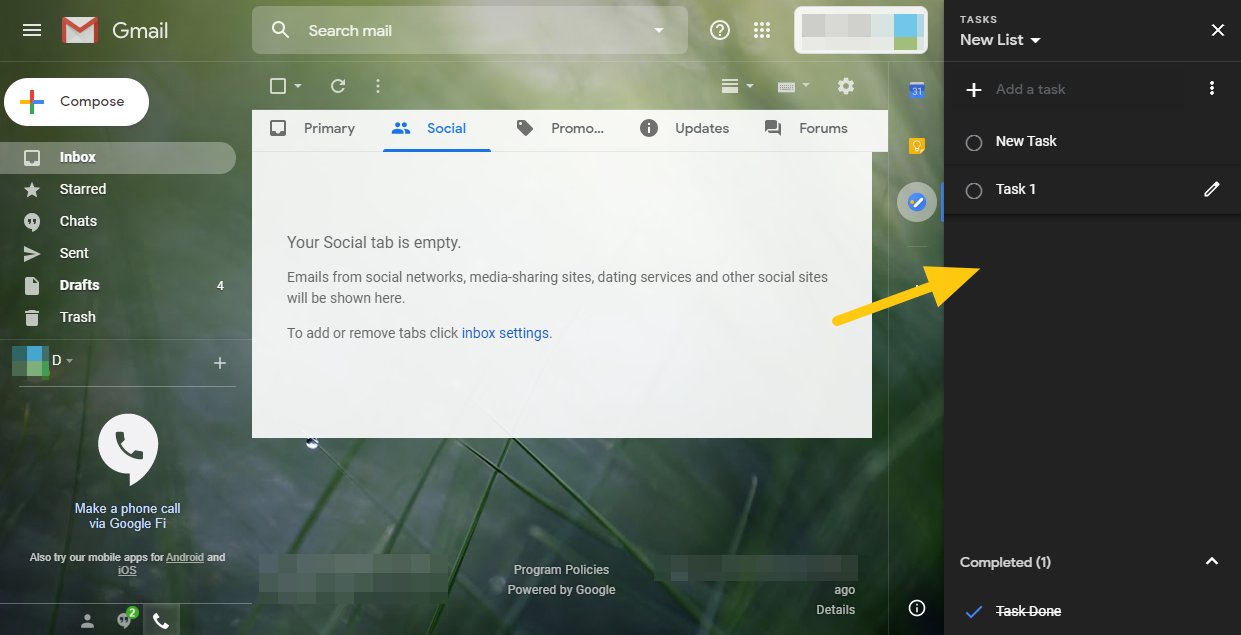 Gmail
Search mail
Compose
Inbox
Starred
Chats
Sent
Drafts 4
Trash
D
Make a phone call
via Google Fi
Also try our mobile apps for Android and
iOS
2
Primary
Social
Promo...
Updates
Forums
Your Social tab is empty.
Emails from social networks, media-sharing sites, dating services and other social sites
will be shown here.
To add or remove tabs click inbox settings.
Program Policies
Powered by Google
ago
Details
31
TASKS
New List
Add a task
New Task
Task 1
Completed (1)
Task Done